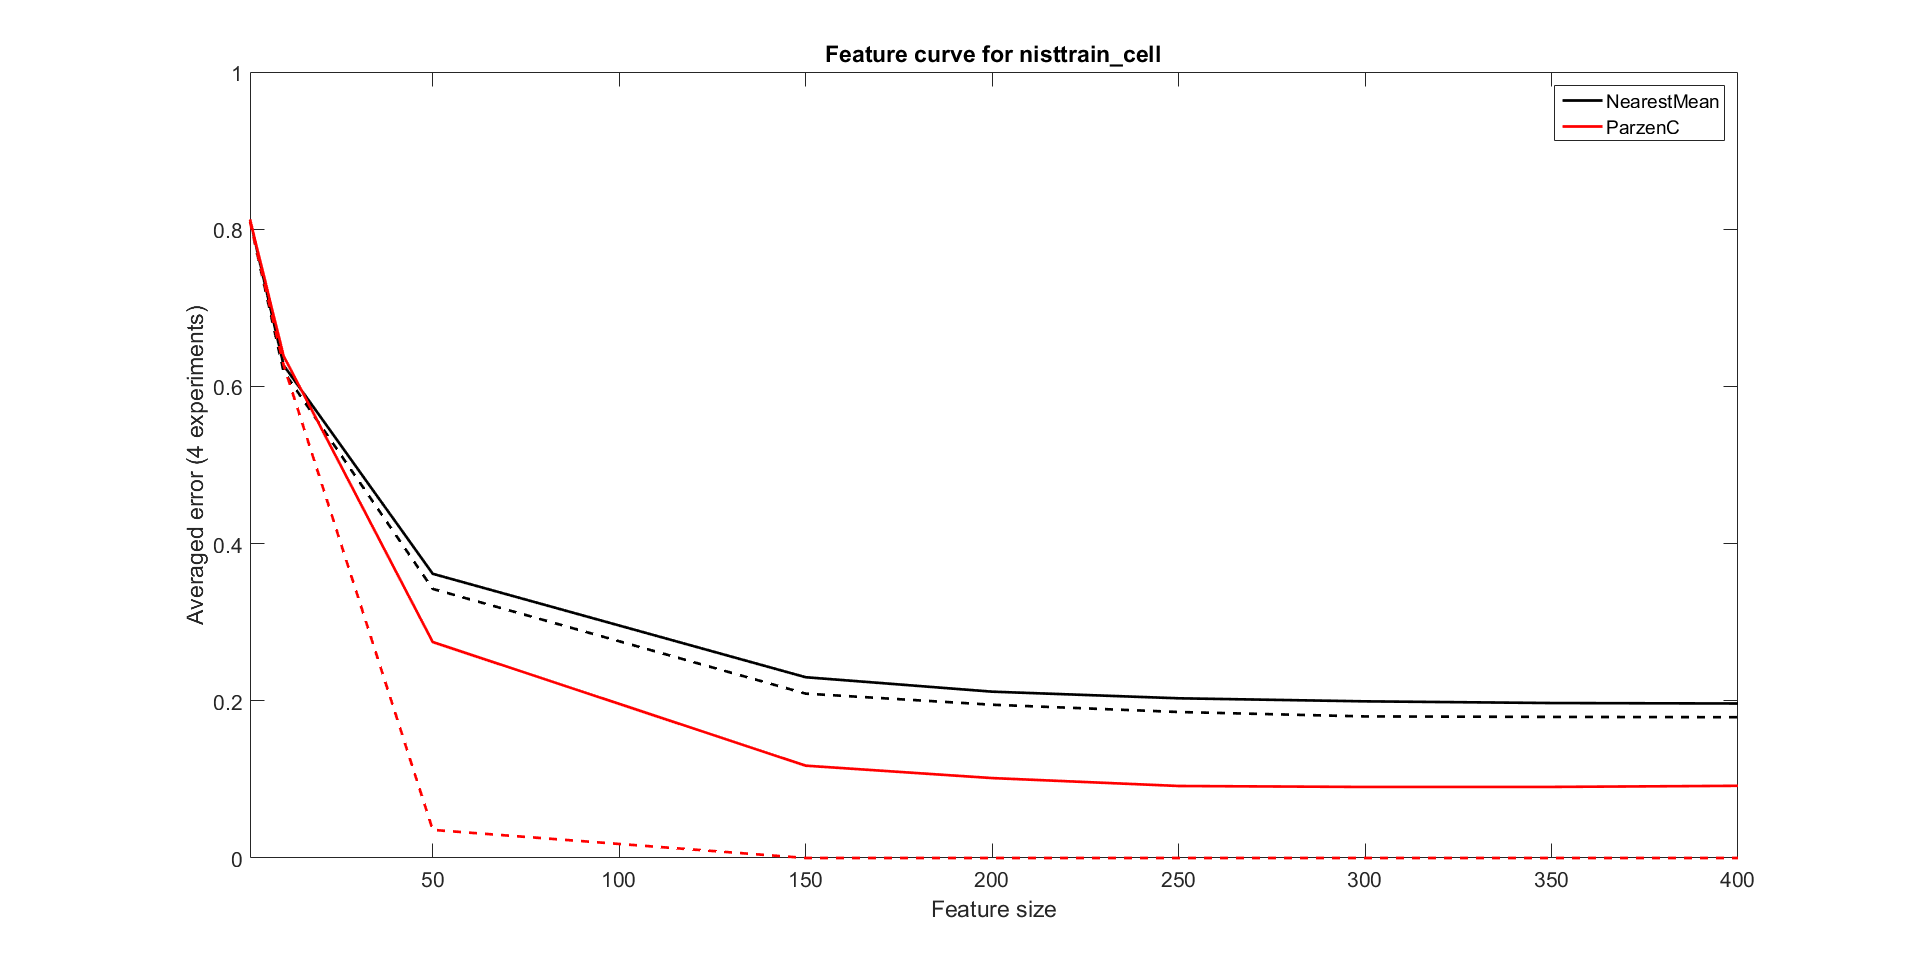 Feature curve for nisttrain_cell
NearestMean
ParzenC
Averaged error (4 experiments)
1
0.8
0.6
0.4
0.2
0
50 100 150 200 250 300 350 400
Feature size